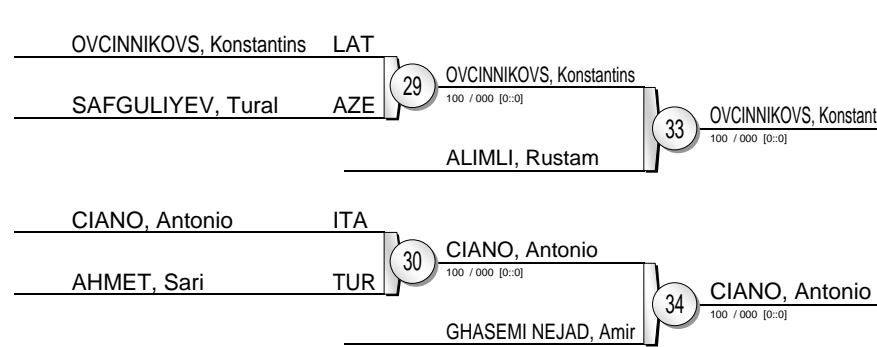 OVCINNIKOVS, Konstantins LAT
29
OVCINNIKOVS, Konstantins
100 / 000 [0::0]
SAFGULIYEV, Tural AZE
33
OVCINNIKOVS, Konstant
100 / 000 [0::0]
ALIMLI, Rustam
CIANO, Antonio ITA
30
CIANO, Antonio
100 / 000 [0::0]
AHMET, Sari TUR
34
CIANO, Antonio
100 / 000 [0::0]
GHASEMI NEJAD, Amir